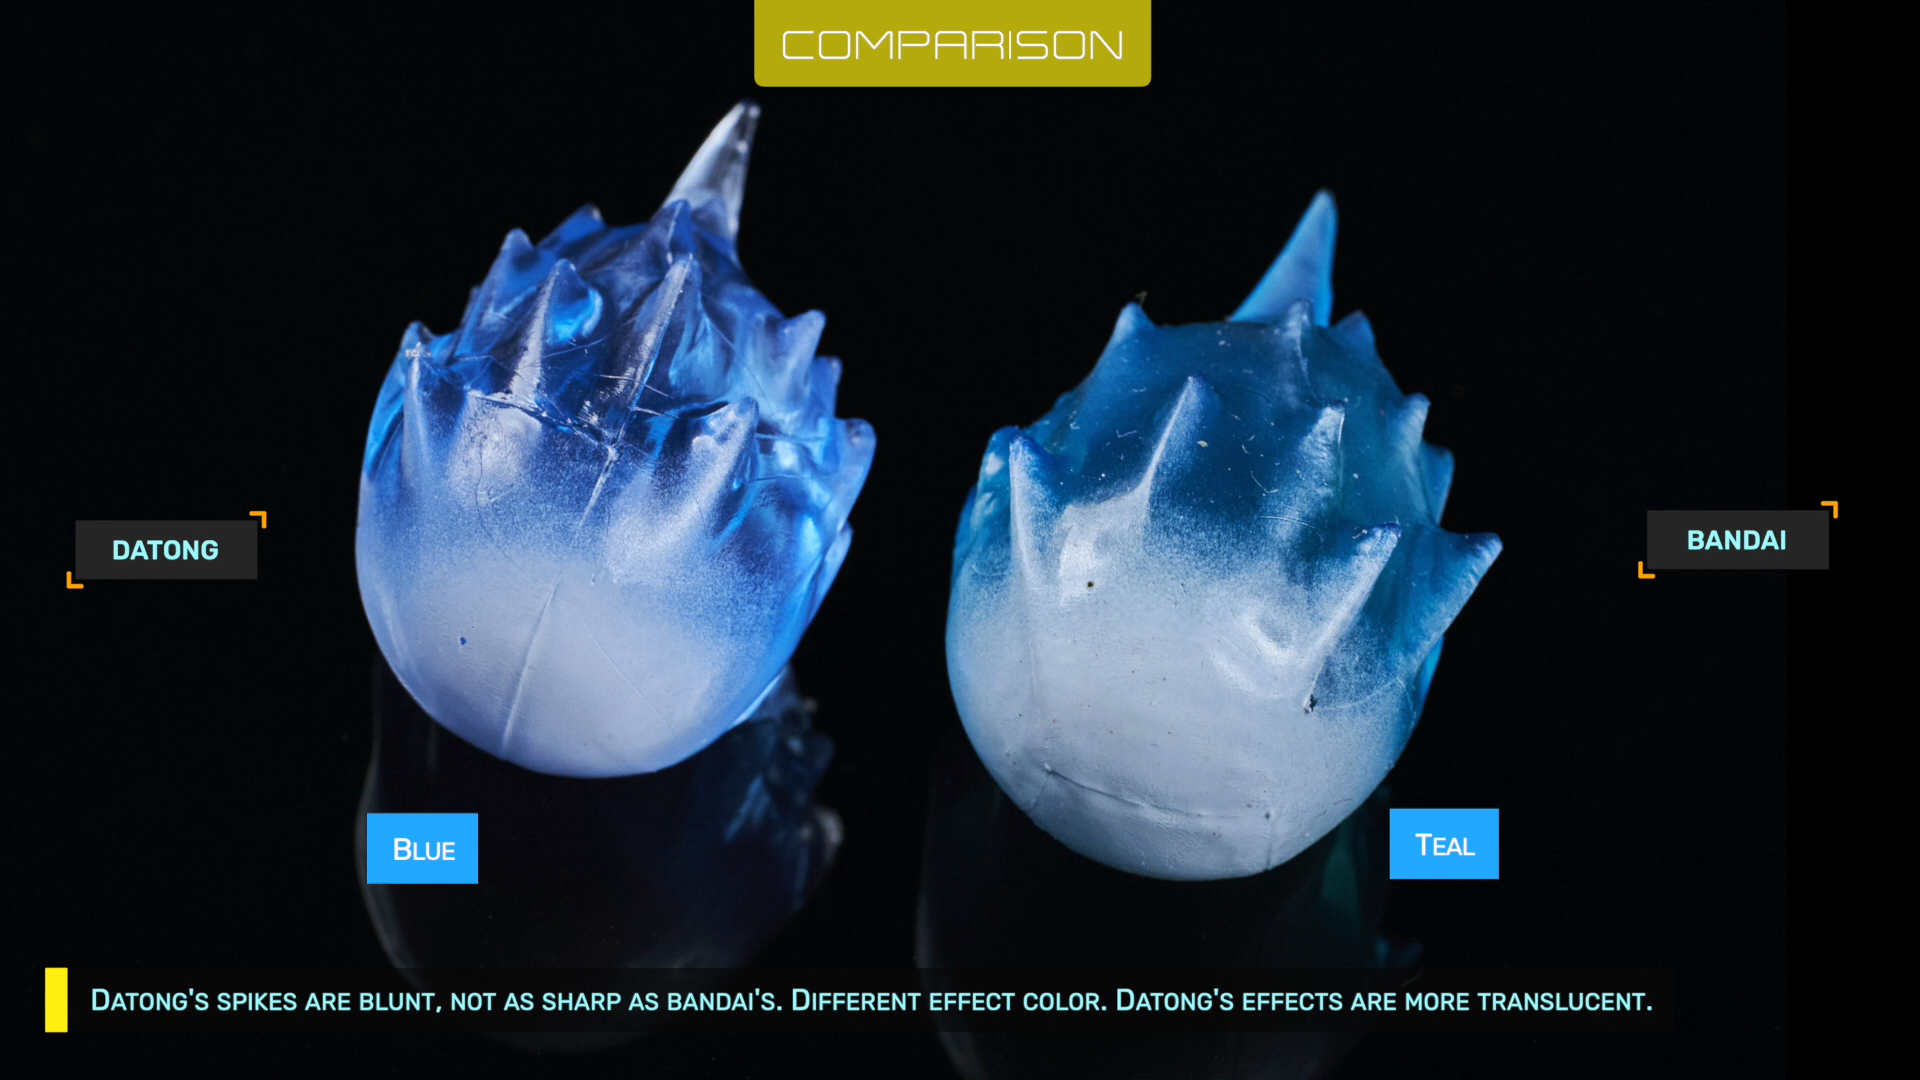 COMPARISON
DATONG
BANDAI
Blue
Teal
Datong's spikes are blunt, not as sharp as bandai's. Different effect color. Datong's effects are more translucent.